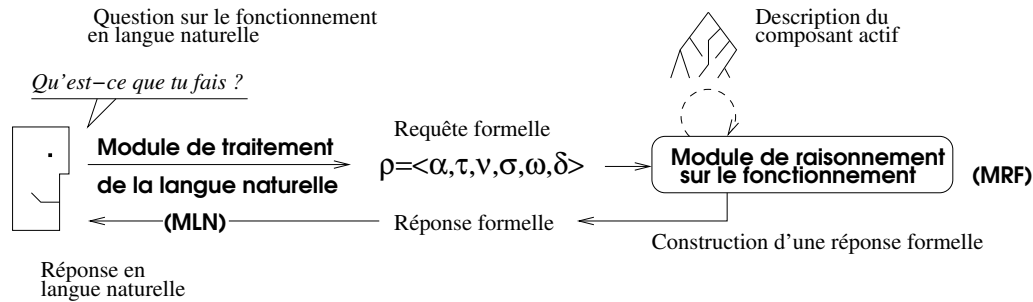 Question sur le fonctionnement
en langue naturelle
Description du
composant actif
Qu'est−ce que tu fais ?
Module de traitement
de la langue naturelle
(MLN)
Requête formelle
ρ=<α,τ,ν,σ,ω,δ>
Module de raisonnement
sur le fonctionnement
(MRF)
Réponse formelle
Construction d'une réponse formelle
Réponse en
langue naturelle